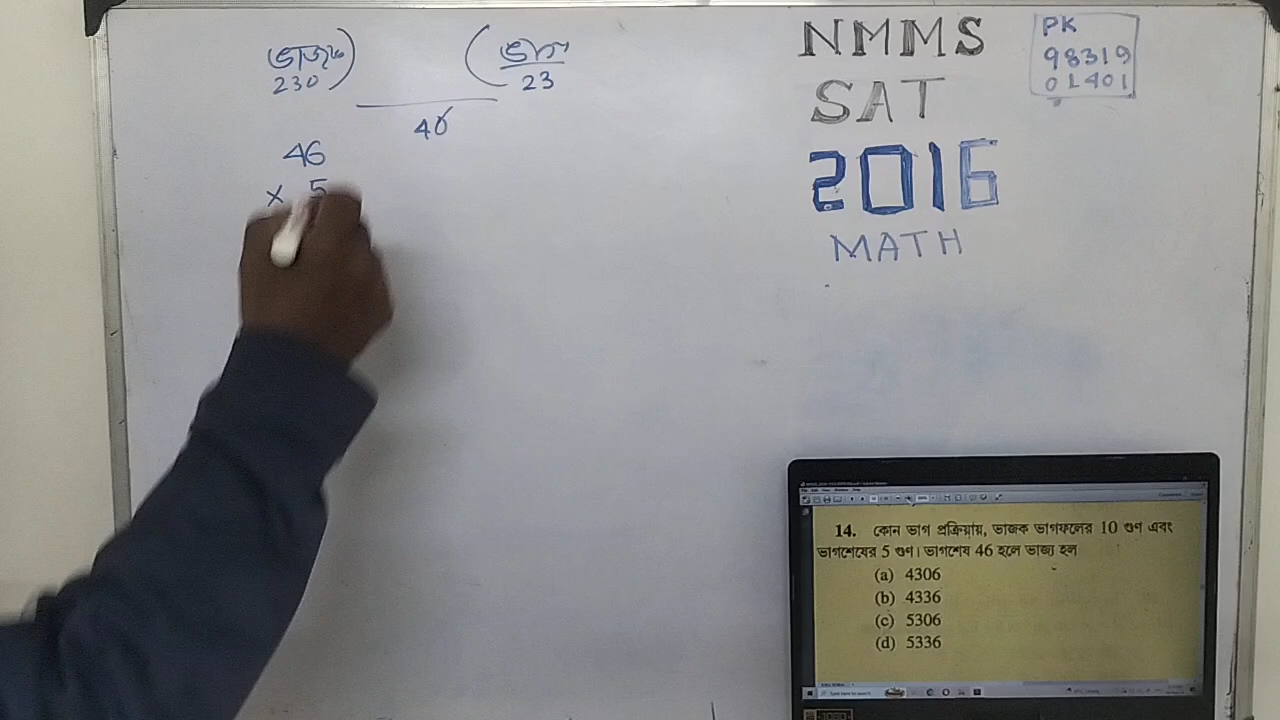 ভাজক)
230
(ভাগ
23
46
46
× 5
NMMS
SAT
2016
MATH
PK
98319
01401
14. কোন ভাগ প্রক্রিয়ায়, ভাজক ভাগফলের 10 গুণ এবং
ভাগশেষের 5 গুণ। ভাগশেষ 46 হলে ভাজ্য হল
(a) 4306
(b) 4336
(c) 5306
(d) 5336